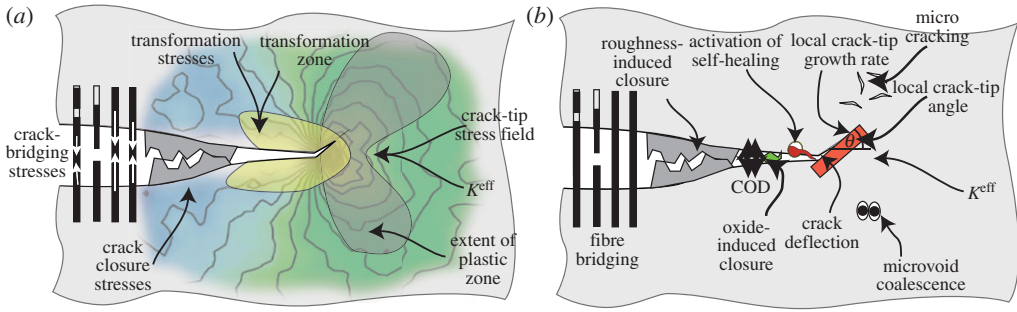 (a)
transformation
stresses
transformation
zone
crack-tip
stress field
crack-
bridging
stresses
K^eff
crack
closure
stresses
extent of
plastic
zone
(b)
micro
cracking
roughness-
induced
closure
activation of
self-healing
local crack-tip
growth rate
local crack-tip
angle
θ
COD
K^eff
fibre
bridging
oxide-
induced
closure
crack
deflection
microvoid
coalescence